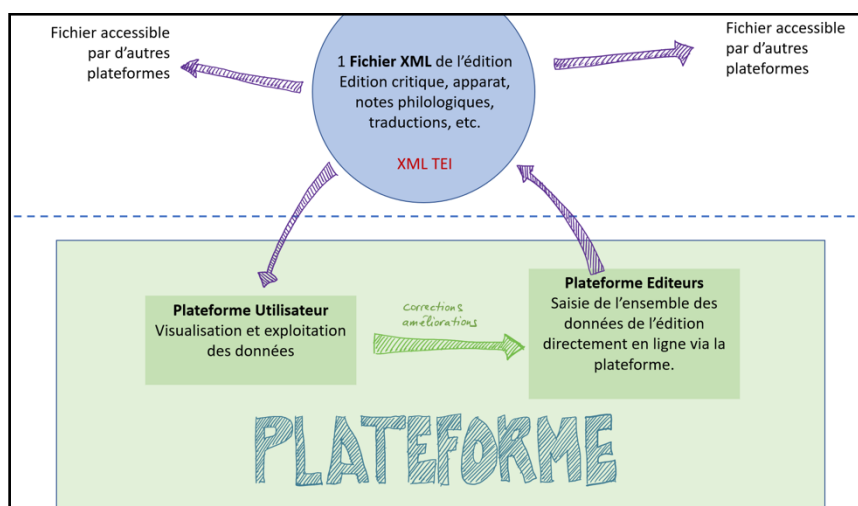 Fichier accessible
par d'autres
plateformes
1 Fichier XML de l'édition
Edition critique, apparat,
notes philologiques,
traductions, etc.
XML TEI
Fichier accessible
par d'autres
plateformes
Plateforme Utilisateur
Visualisation et exploitation
des données
corrections
améliorations
Plateforme Editeurs
Saisie de l'ensemble des
données de l'édition
directement en ligne via la
plateforme.
PLATEFORME